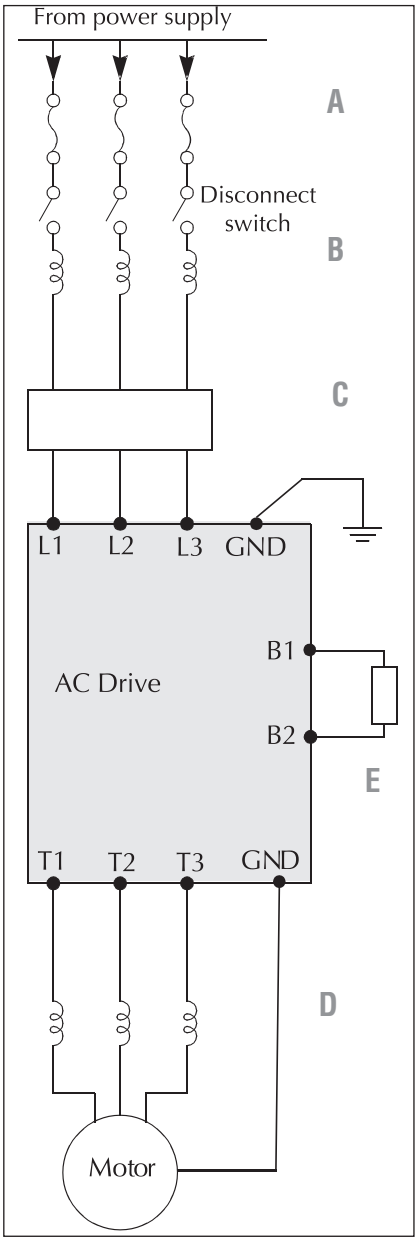 From power supply
A
Disconnect
switch
B
C
L1 L2 L3 GND
B1
AC Drive
B2
E
T1 T2 T3 GND
D
Motor